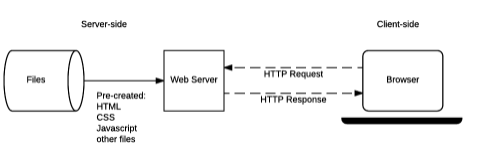 Server-side
Client-side
Files
Web Server
HTTP Request
Browser
HTTP Response
Pre-created:
HTML
CSS
Javascript
other files